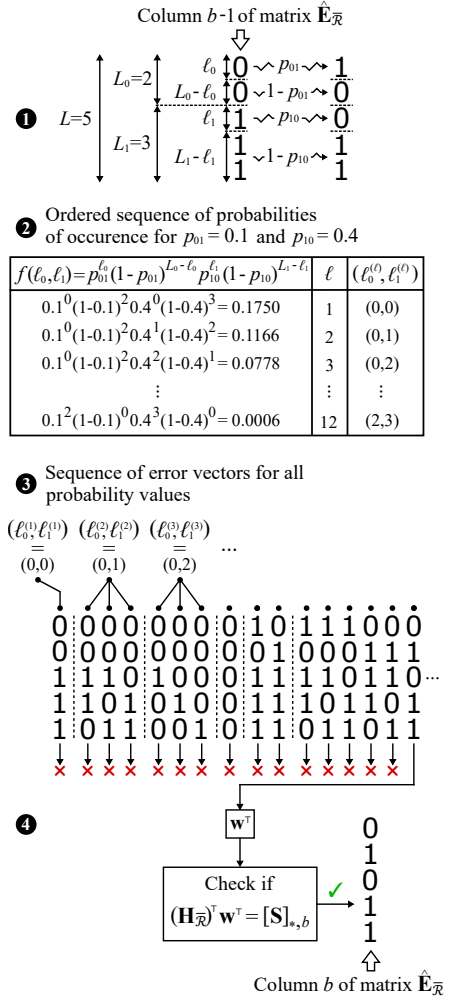 Column b-1 of matrix Ê_R̅
ℓ₀ 0 p₀₁ 1
L₀=2
L₀-ℓ₀ 0 1-p₀₁ 0
❶ L=5
ℓ₁ 1 p₁₀ 0
L₁=3
L₁-ℓ₁ 1 1-p₁₀ 1
1 1
❷ Ordered sequence of probabilities
of occurence for p₀₁ = 0.1 and p₁₀ = 0.4
f(ℓ₀,ℓ₁)=p₀₁^ℓ₀(1-p₀₁)^L₀-ℓ₀ p₁₀^ℓ₁(1-p₁₀)^L₁-ℓ₁ ℓ (ℓ₀^(ℓ),ℓ₁^(ℓ))
0.1⁰(1-0.1)²0.4⁰(1-0.4)³= 0.1750 1 (0,0)
0.1⁰(1-0.1)²0.4¹(1-0.4)²= 0.1166 2 (0,1)
0.1⁰(1-0.1)²0.4²(1-0.4)¹= 0.0778 3 (0,2)
⋮ ⋮ ⋮
0.1²(1-0.1)⁰0.4³(1-0.4)⁰= 0.0006 12 (2,3)
❸ Sequence of error vectors for all
probability values
(ℓ₀⁽¹⁾,ℓ₁⁽¹⁾) (ℓ₀⁽²⁾,ℓ₁⁽²⁾) (ℓ₀⁽³⁾,ℓ₁⁽³⁾)
= = = ...
(0,0) (0,1) (0,2)
0 0 0 0 0 0 0 0 1 0 1 1 1 0 0 0
0 0 0 0 0 0 0 0 0 1 0 0 0 1 1 1
1 1 1 0 1 0 0 0 1 1 1 1 0 1 1 0 ...
1 1 0 1 0 1 0 0 1 1 1 0 1 1 0 1
1 0 1 1 0 0 1 0 1 1 0 1 1 0 1 1
❹ w^⊤
0
1
Check if 0
(H_R̅)^⊤ w^⊤ = [S]_*,b 1
1
Column b of matrix Ê_R̅